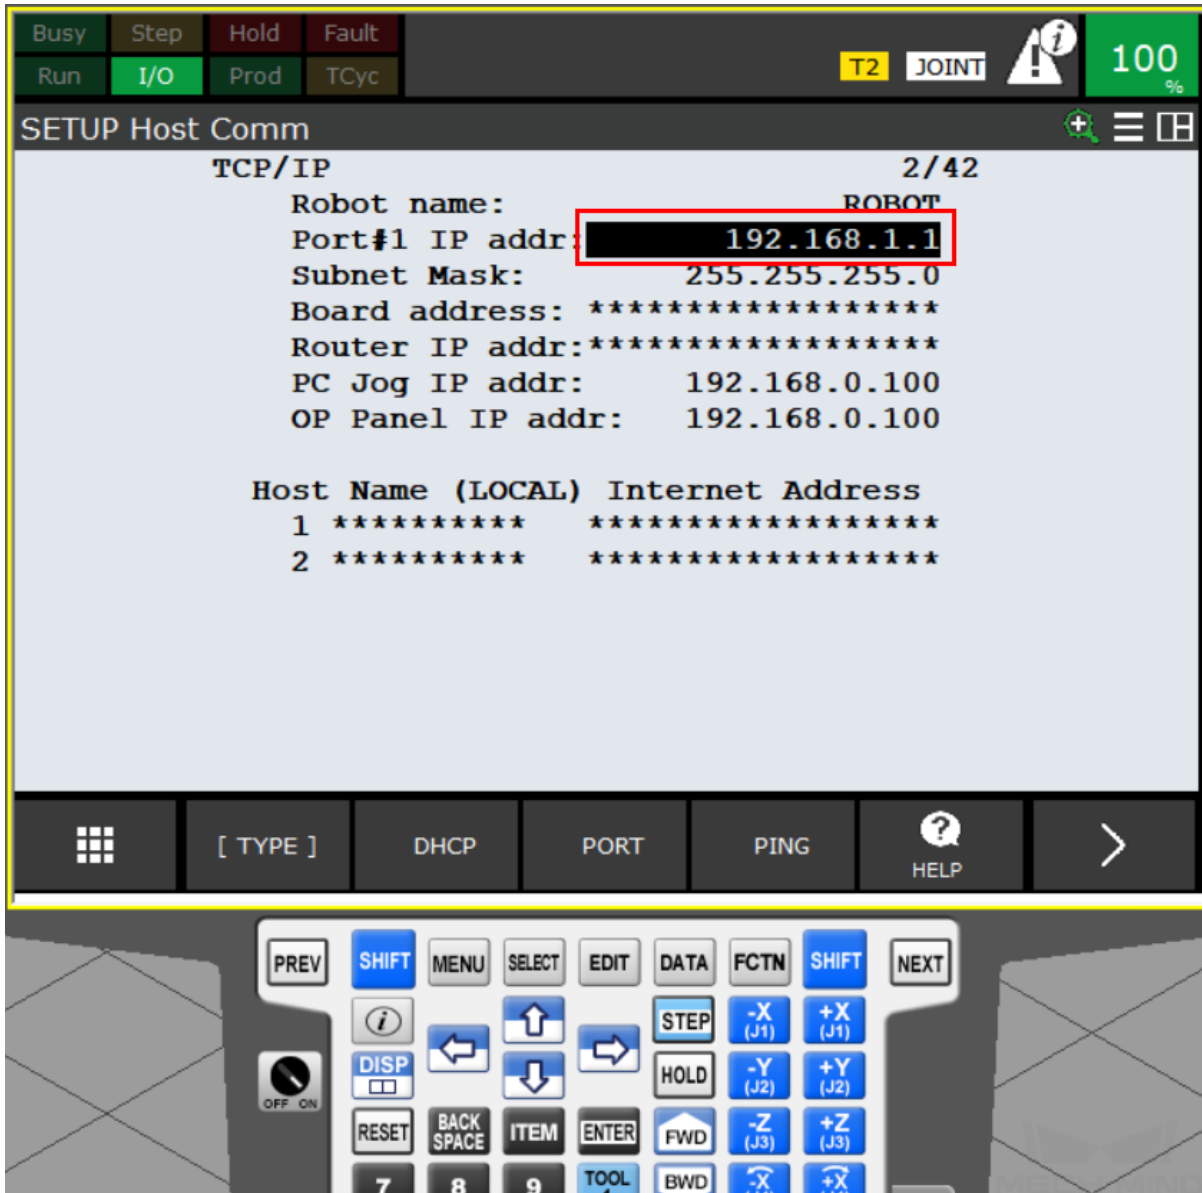 Busy Step Hold Fault
Run I/O Prod TCyc
T2 JOINT i 100 %
SETUP Host Comm
TCP/IP 2/42
Robot name: ROBOT
Port#1 IP addr: 192.168.1.1
Subnet Mask: 255.255.255.0
Board address: ******************
Router IP addr:******************
PC Jog IP addr: 192.168.0.100
OP Panel IP addr: 192.168.0.100
Host Name (LOCAL) Internet Address
1 ********** ******************
2 ********** ******************
[ TYPE ] DHCP PORT PING ? HELP >
PREV SHIFT MENU SELECT EDIT DATA FCTN SHIFT NEXT
i STEP -X (J1) +X (J1)
DISP HOLD -Y (J2) +Y (J2)
OFF ON
RESET BACK SPACE ITEM ENTER FWD -Z (J3) +Z (J3)
7 8 9 TOOL BWD -X +X